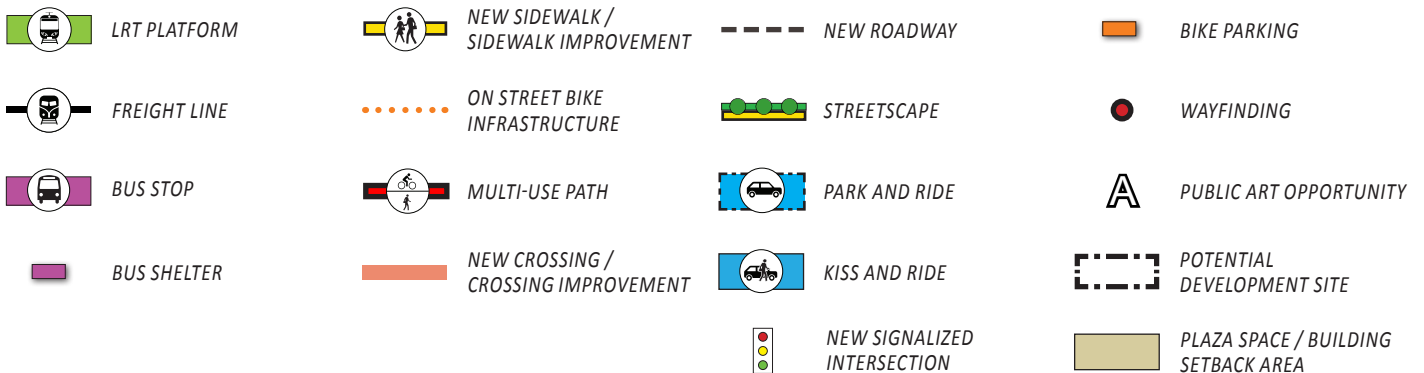 LRT PLATFORM
FREIGHT LINE
BUS STOP
BUS SHELTER
NEW SIDEWALK /
SIDEWALK IMPROVEMENT
ON STREET BIKE
INFRASTRUCTURE
MULTI-USE PATH
NEW CROSSING /
CROSSING IMPROVEMENT
NEW ROADWAY
STREETSCAPE
PARK AND RIDE
KISS AND RIDE
NEW SIGNALIZED
INTERSECTION
BIKE PARKING
WAYFINDING
A
PUBLIC ART OPPORTUNITY
POTENTIAL
DEVELOPMENT SITE
PLAZA SPACE / BUILDING
SETBACK AREA